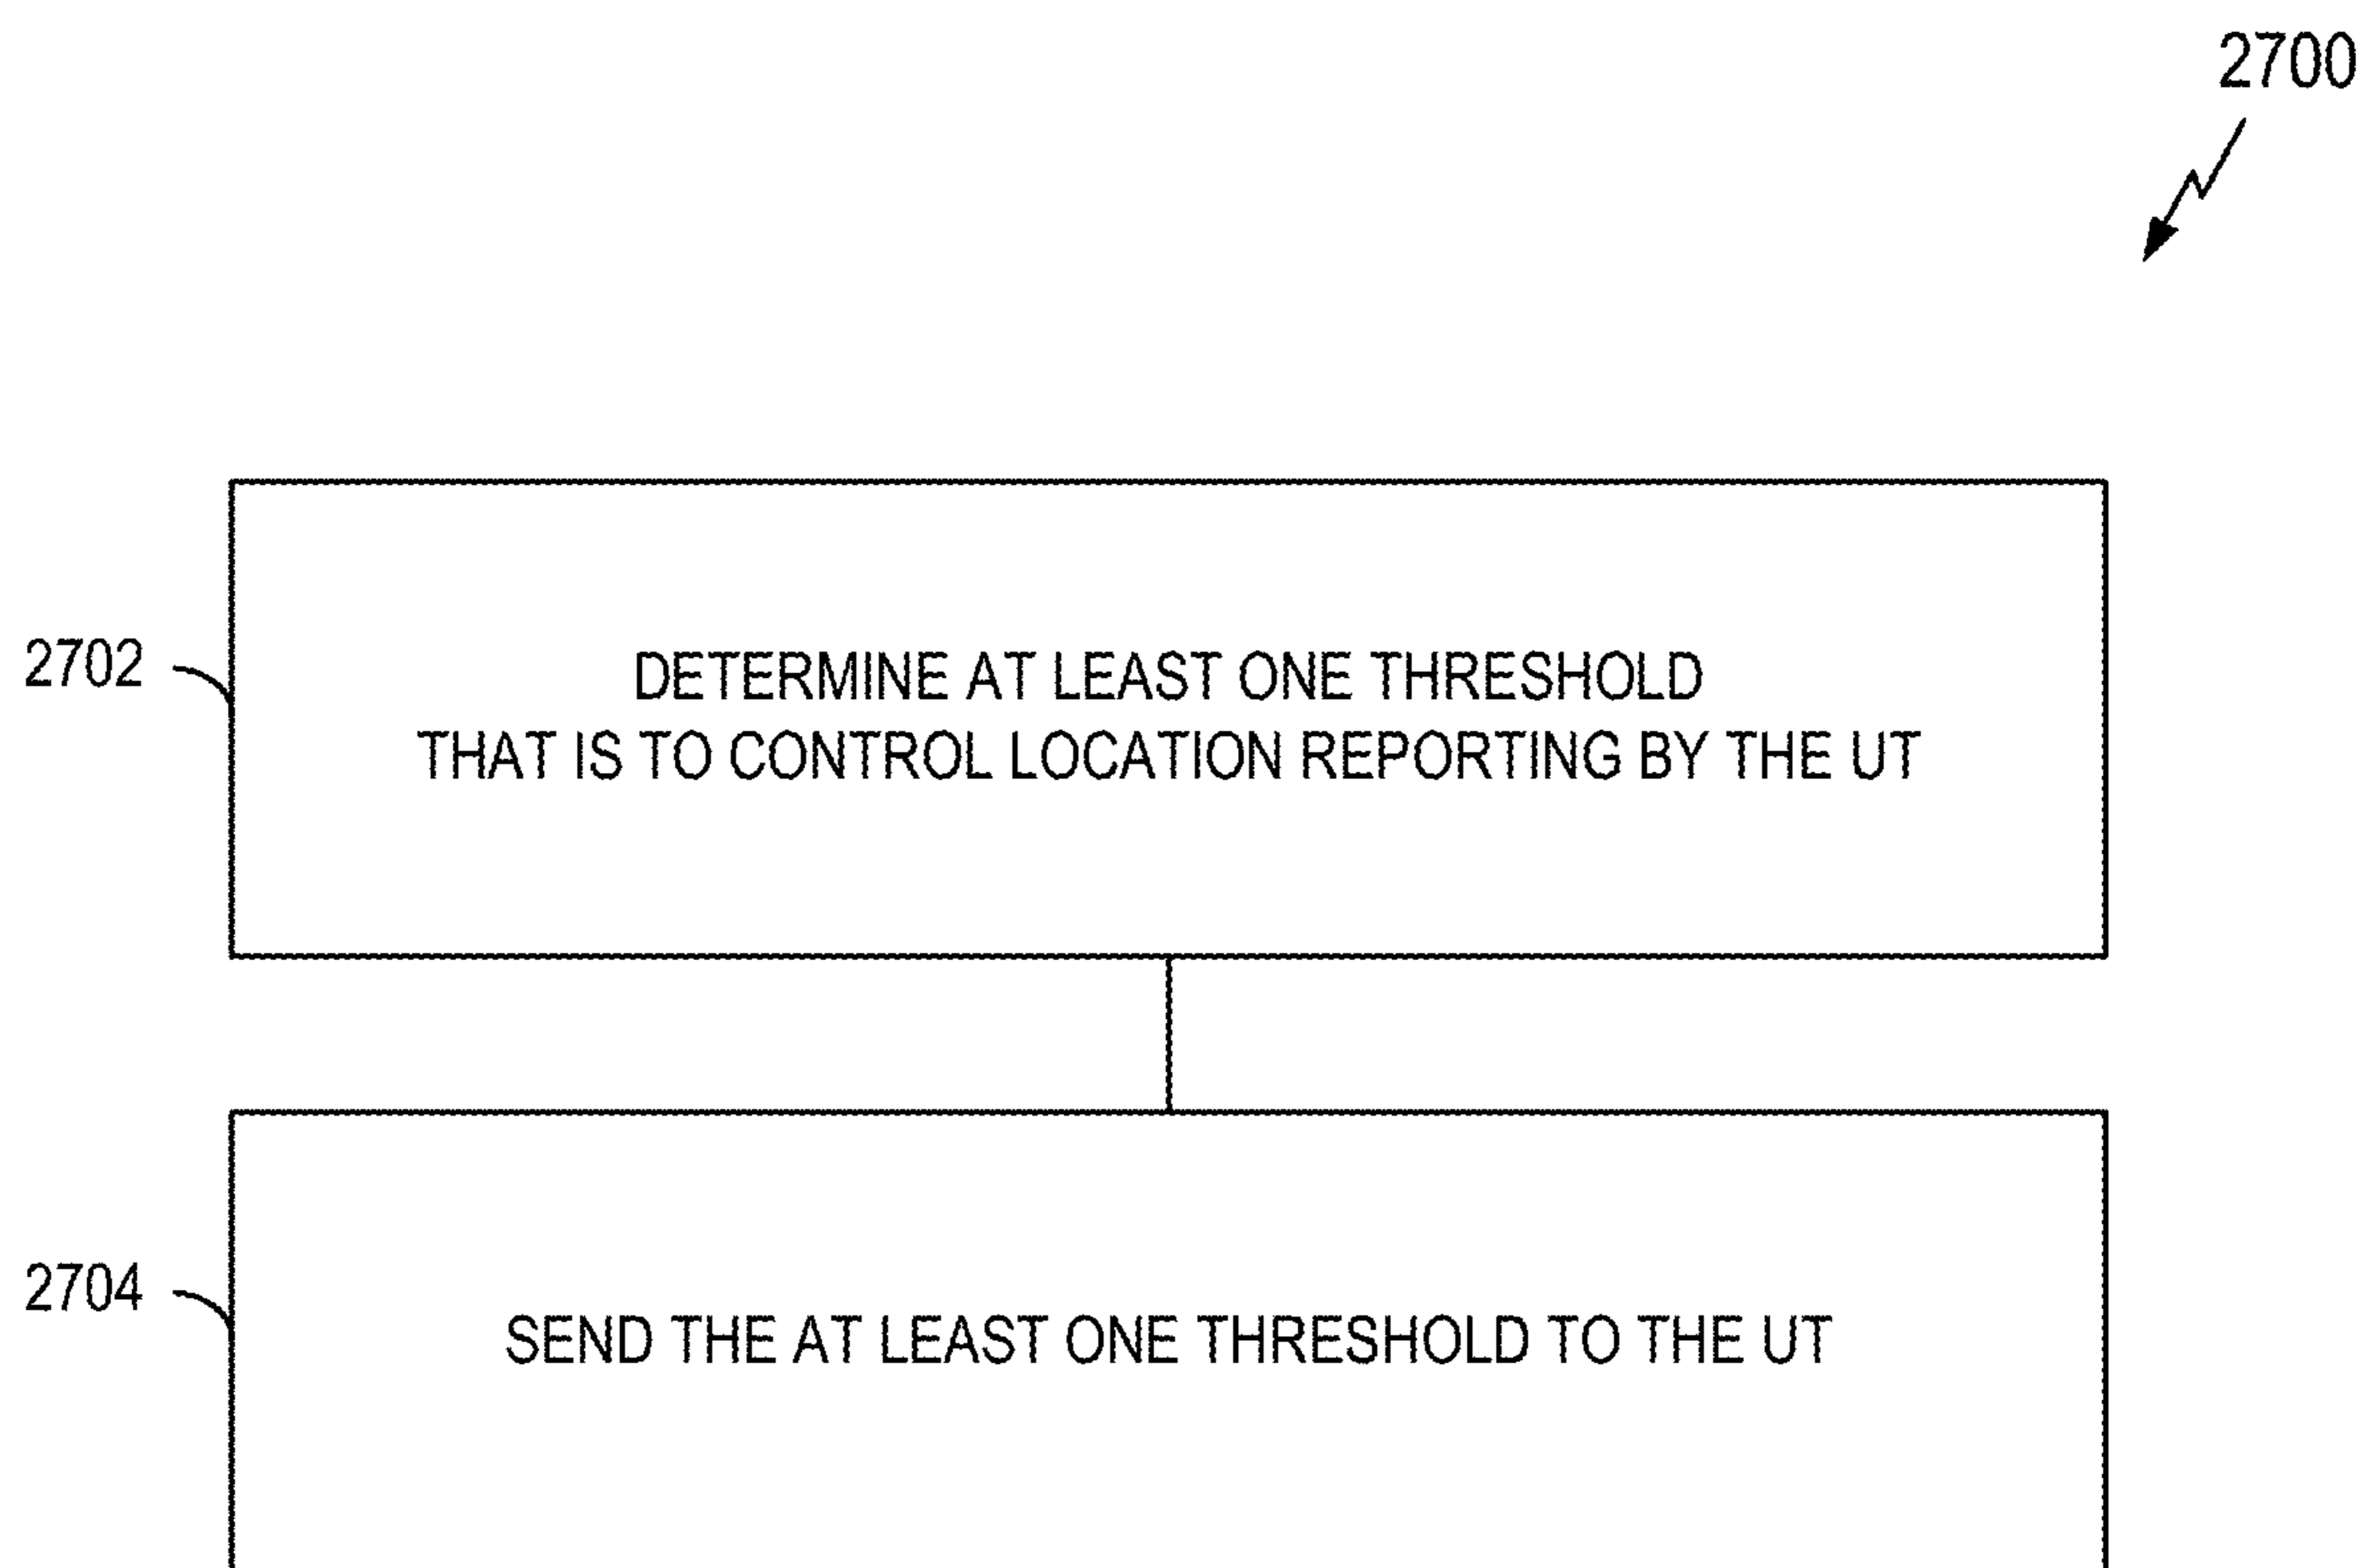 2700
2702
DETERMINE AT LEAST ONE THRESHOLD
THAT IS TO CONTROL LOCATION REPORTING BY THE UT
2704
SEND THE AT LEAST ONE THRESHOLD TO THE UT